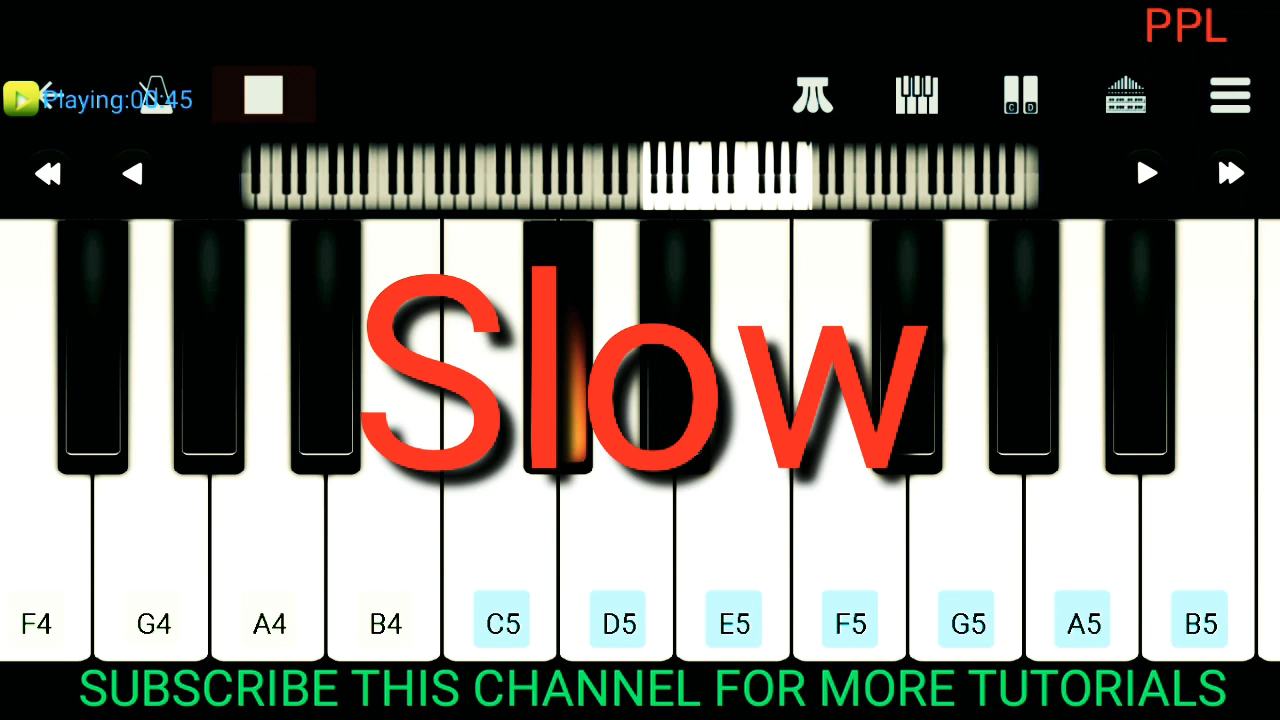 PPL
Playing:00:45
C D
Slow
F4 G4 A4 B4 C5 D5 E5 F5 G5 A5 B5
SUBSCRIBE THIS CHANNEL FOR MORE TUTORIALS